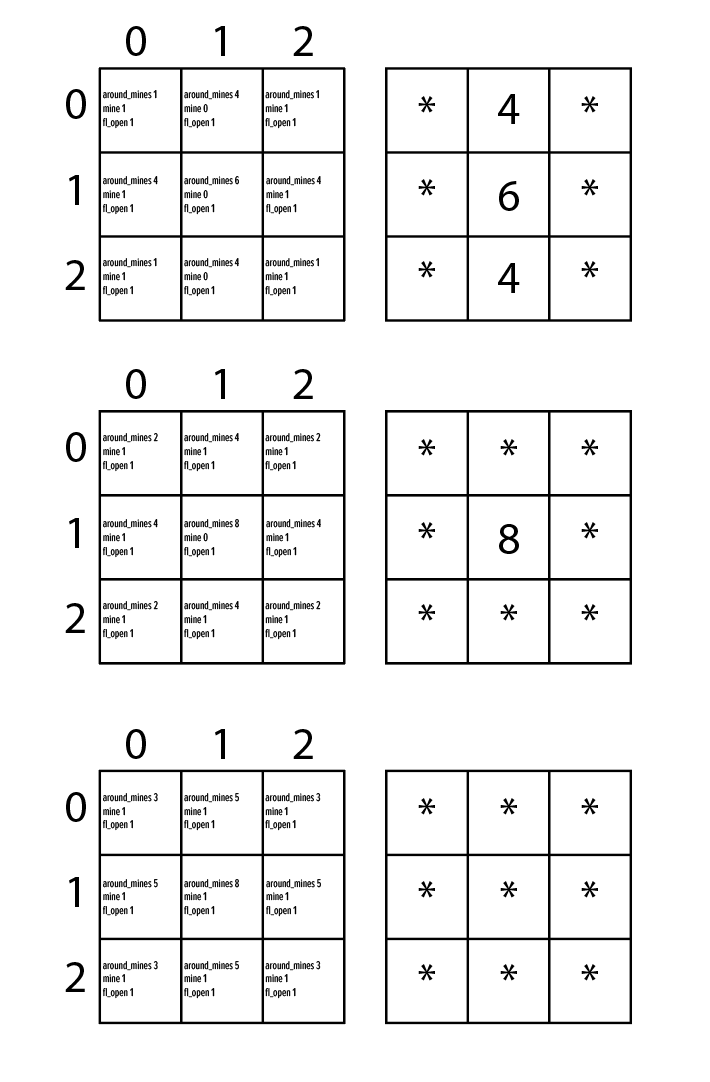 0 1 2
0
around_mines 1 around_mines 4 around_mines 1
mine 1 mine 0 mine 1
fl_open 1 fl_open 1 fl_open 1
* 4 *
1
around_mines 4 around_mines 6 around_mines 4
mine 1 mine 0 mine 1
fl_open 1 fl_open 1 fl_open 1
* 6 *
2
around_mines 1 around_mines 4 around_mines 1
mine 1 mine 0 mine 1
fl_open 1 fl_open 1 fl_open 1
* 4 *
0 1 2
0
around_mines 2 around_mines 4 around_mines 2
mine 1 mine 1 mine 1
fl_open 1 fl_open 1 fl_open 1
* * *
1
around_mines 4 around_mines 8 around_mines 4
mine 1 mine 0 mine 1
fl_open 1 fl_open 1 fl_open 1
* 8 *
2
around_mines 2 around_mines 4 around_mines 2
mine 1 mine 1 mine 1
fl_open 1 fl_open 1 fl_open 1
* * *
0 1 2
0
around_mines 3 around_mines 5 around_mines 3
mine 1 mine 1 mine 1
fl_open 1 fl_open 1 fl_open 1
* * *
1
around_mines 5 around_mines 8 around_mines 5
mine 1 mine 1 mine 1
fl_open 1 fl_open 1 fl_open 1
* * *
2
around_mines 3 around_mines 5 around_mines 3
mine 1 mine 1 mine 1
fl_open 1 fl_open 1 fl_open 1
* * *